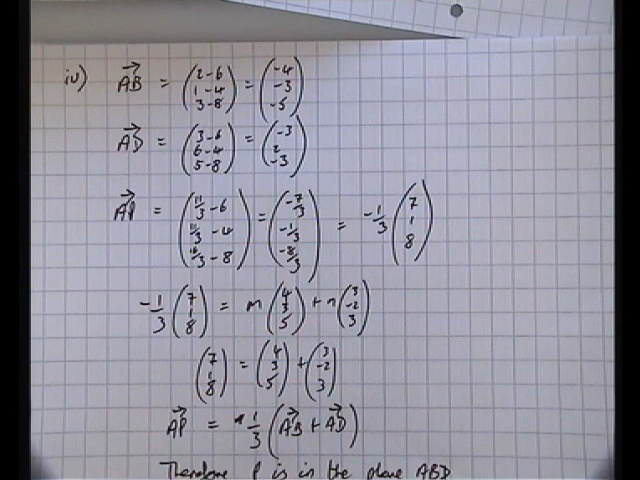 iv) AB→ = (2-6, 1-4, 3-8) = (-4, -3, -5)
AD→ = (3-6, 6-4, 5-8) = (-3, 2, -3)
AP→ = (11/3 -6, 11/3 -4, 16/3 -8) = (-7/3, -1/3, -8/3) = -1/3 (7, 1, 8)
-1/3 (7, 1, 8) = m (4, 3, 5) + n (3, -2, 3)
(7, 1, 8) = (4, 3, 5) + (3, -2, 3)
AP→ = 1/3 (AB→ + AD→)
Therefore P is in the plane ABD